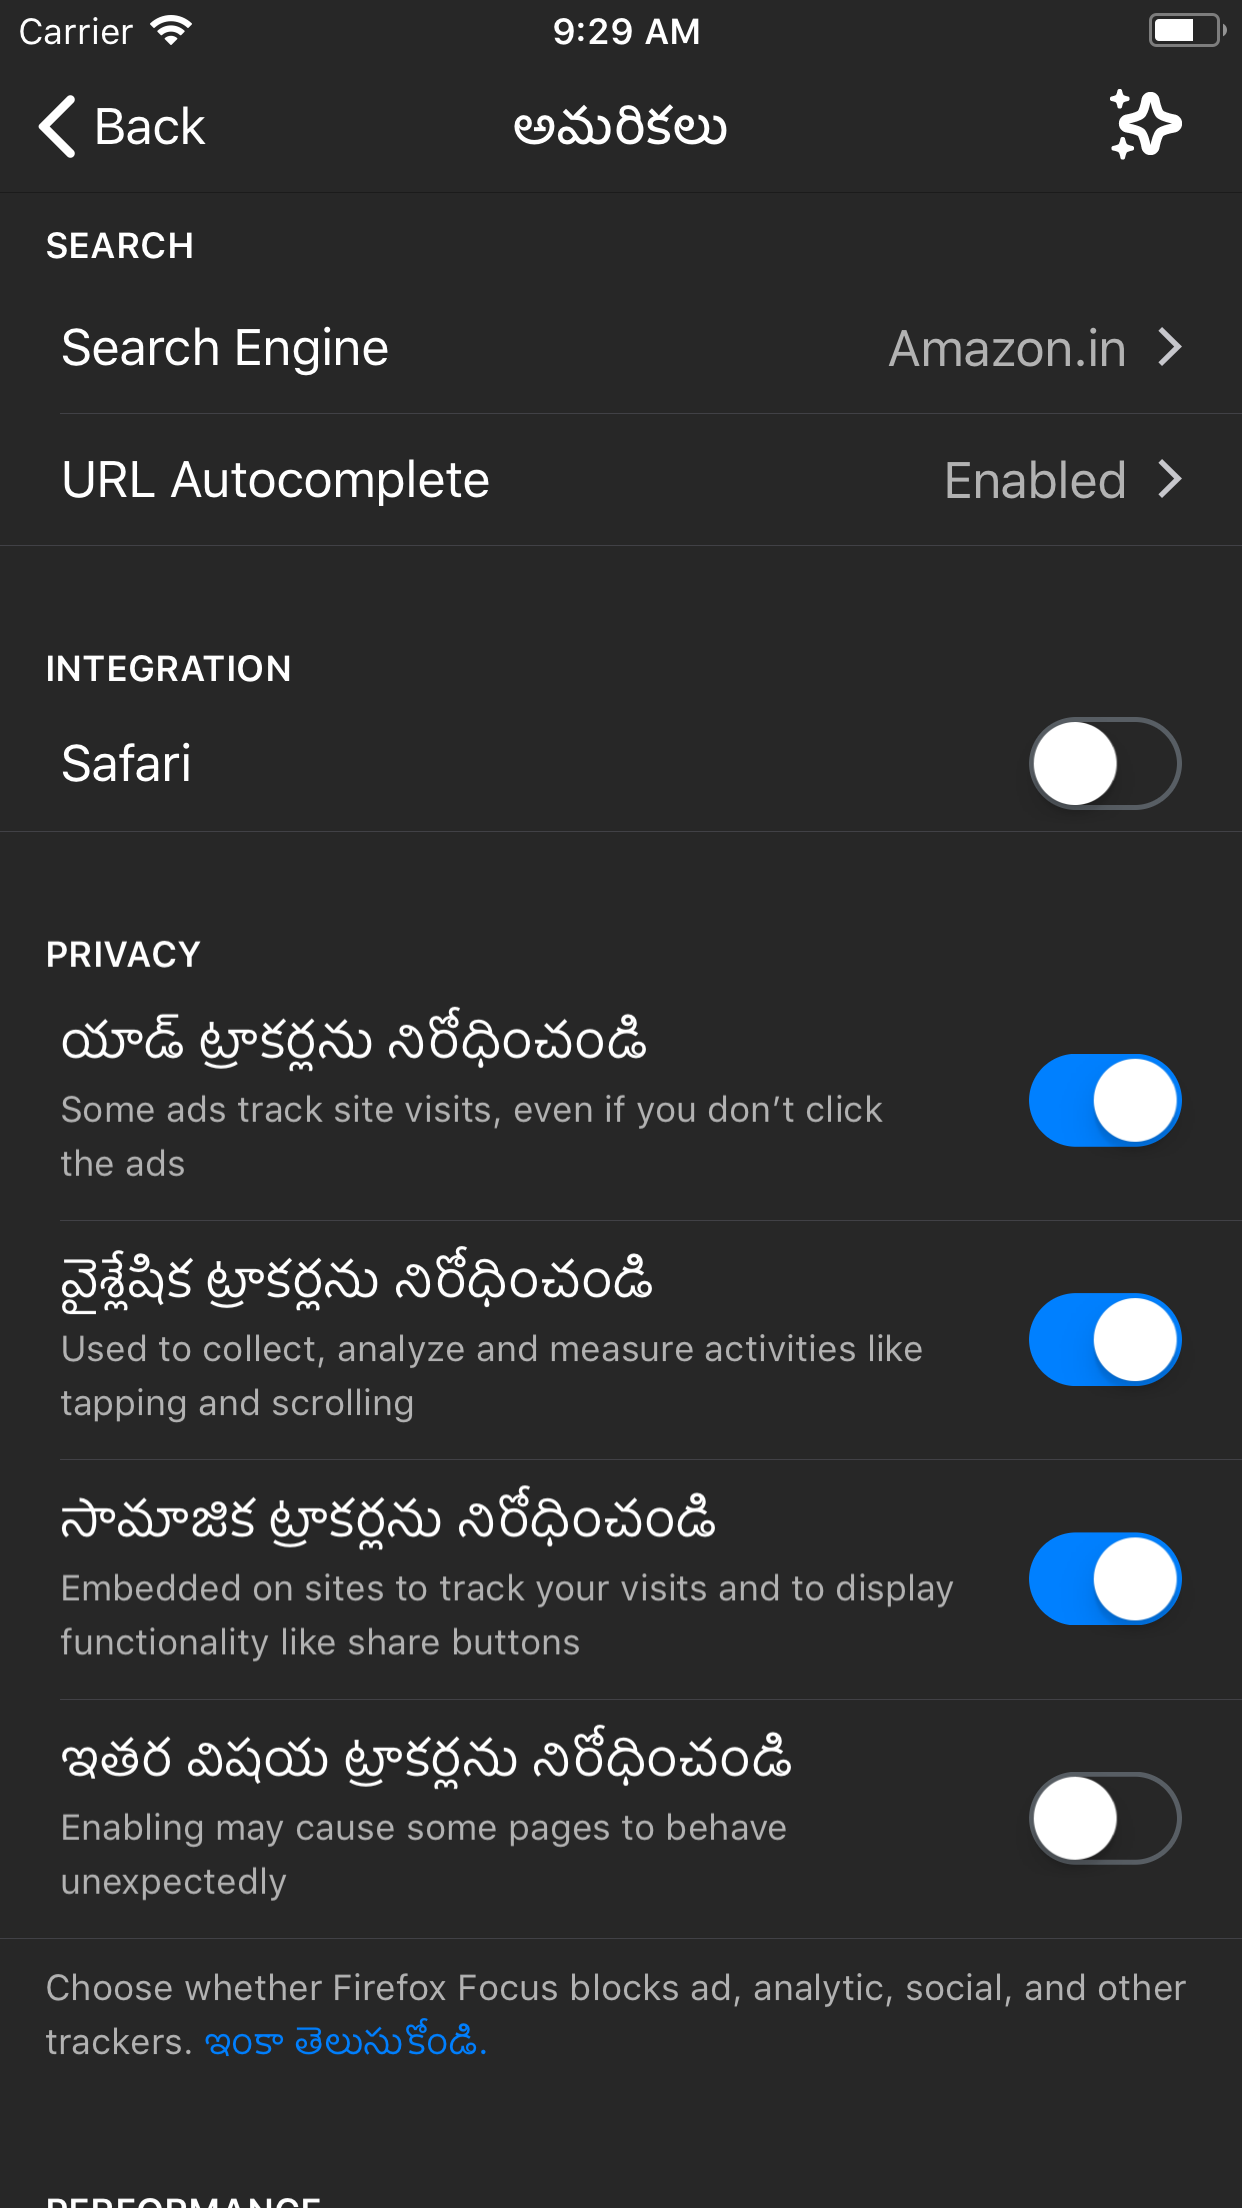 Carrier
9:29 AM
Back
అమరికలు
SEARCH
Search Engine
Amazon.in
URL Autocomplete
Enabled
INTEGRATION
Safari
PRIVACY
యాడ్ ట్రాకర్లను నిరోధించండి
Some ads track site visits, even if you don’t click
the ads
వైశ్లేషిక ట్రాకర్లను నిరోధించండి
Used to collect, analyze and measure activities like
tapping and scrolling
సామాజిక ట్రాకర్లను నిరోధించండి
Embedded on sites to track your visits and to display
functionality like share buttons
ఇతర విషయ ట్రాకర్లను నిరోధించండి
Enabling may cause some pages to behave
unexpectedly
Choose whether Firefox Focus blocks ad, analytic, social, and other
trackers. ఇంకా తెలుసుకోండి.
PERFORMANCE